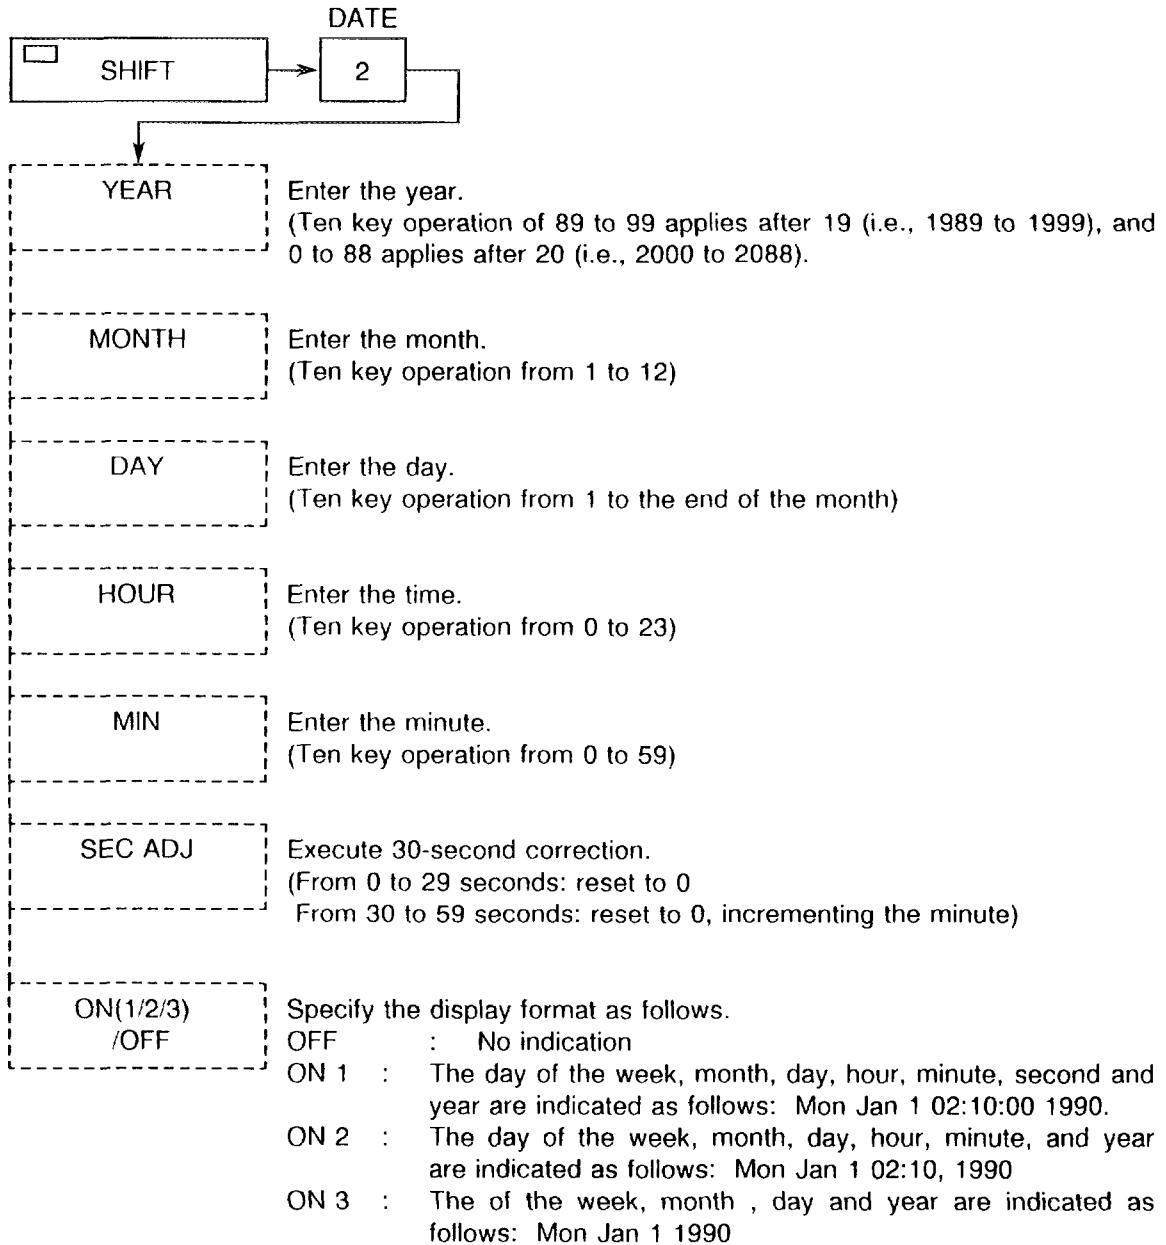 DATE
SHIFT
2
YEAR
Enter the year.
(Ten key operation of 89 to 99 applies after 19 (i.e., 1989 to 1999), and
0 to 88 applies after 20 (i.e., 2000 to 2088).
MONTH
Enter the month.
(Ten key operation from 1 to 12)
DAY
Enter the day.
(Ten key operation from 1 to the end of the month)
HOUR
Enter the time.
(Ten key operation from 0 to 23)
MIN
Enter the minute.
(Ten key operation from 0 to 59)
SEC ADJ
Execute 30-second correction.
(From 0 to 29 seconds: reset to 0
From 30 to 59 seconds: reset to 0, incrementing the minute)
ON(1/2/3)
/OFF
Specify the display format as follows.
OFF : No indication
ON 1 : The day of the week, month, day, hour, minute, second and
year are indicated as follows: Mon Jan 1 02:10:00 1990.
ON 2 : The day of the week, month, day, hour, minute, and year
are indicated as follows: Mon Jan 1 02:10, 1990
ON 3 : The of the week, month , day and year are indicated as
follows: Mon Jan 1 1990